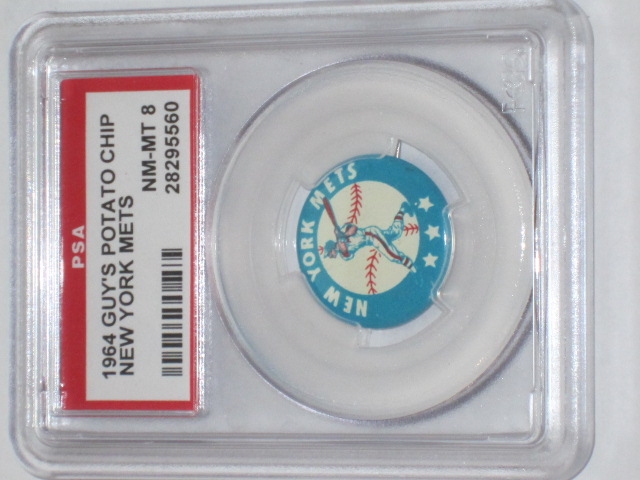 PSA
1964 GUY'S POTATO CHIP
NEW YORK METS
NM-MT 8
28295560
NEW YORK METS